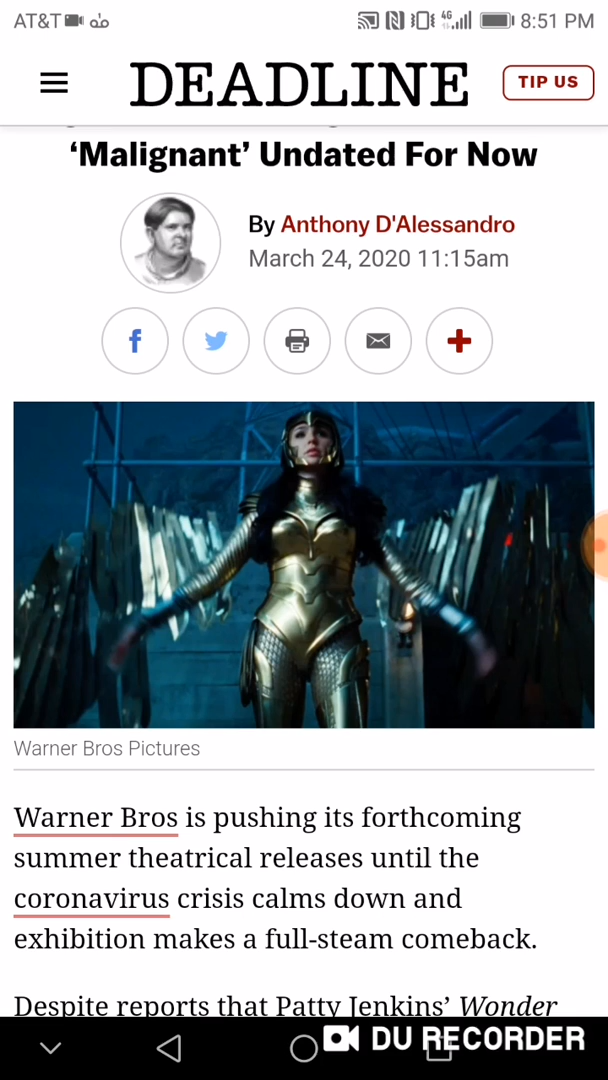 AT&T 4G 8:51 PM
DEADLINE
TIP US
‘Malignant’ Undated For Now
By Anthony D'Alessandro
March 24, 2020 11:15am
Warner Bros Pictures
Warner Bros is pushing its forthcoming
summer theatrical releases until the
coronavirus crisis calms down and
exhibition makes a full-steam comeback.
Despite reports that Patty Jenkins’ Wonder
DU RECORDER